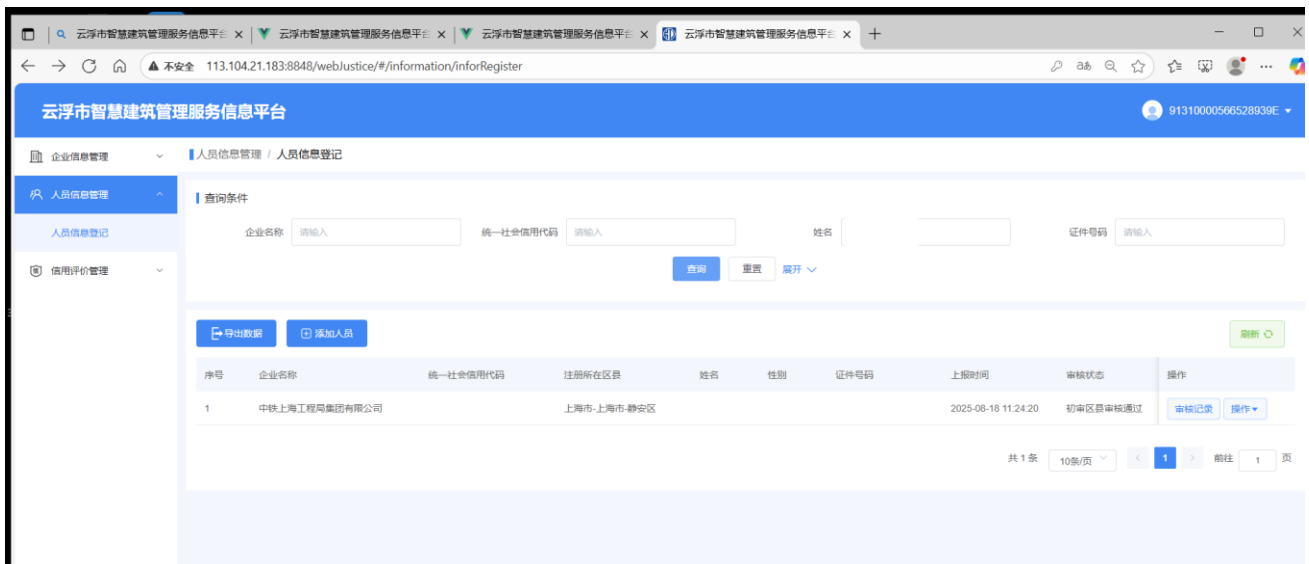 云浮市智慧建筑管理服务信息平台 云浮市智慧建筑管理服务信息平台 云浮市智慧建筑管理服务信息平台 云浮市智慧建筑管理服务信息平台
不安全 113.104.21.183:8848/webJustice/#/information/inforRegister
云浮市智慧建筑管理服务信息平台 91310000566528939E
企业信息管理
人员信息管理
人员信息登记
信用评价管理
人员信息管理 / 人员信息登记
查询条件
企业名称 请输入 统一社会信用代码 请输入 姓名 证件号码 请输入
查询 重置 展开
导出数据 添加人员 刷新
序号 企业名称 统一社会信用代码 注册所在区县 姓名 性别 证件号码 上报时间 审核状态 操作
1 中铁上海工程局集团有限公司 上海市-上海市-静安区 2025-08-18 11:24:20 初审区县审核通过 审核记录 操作
共 1 条 10条/页 1 前往 1 页